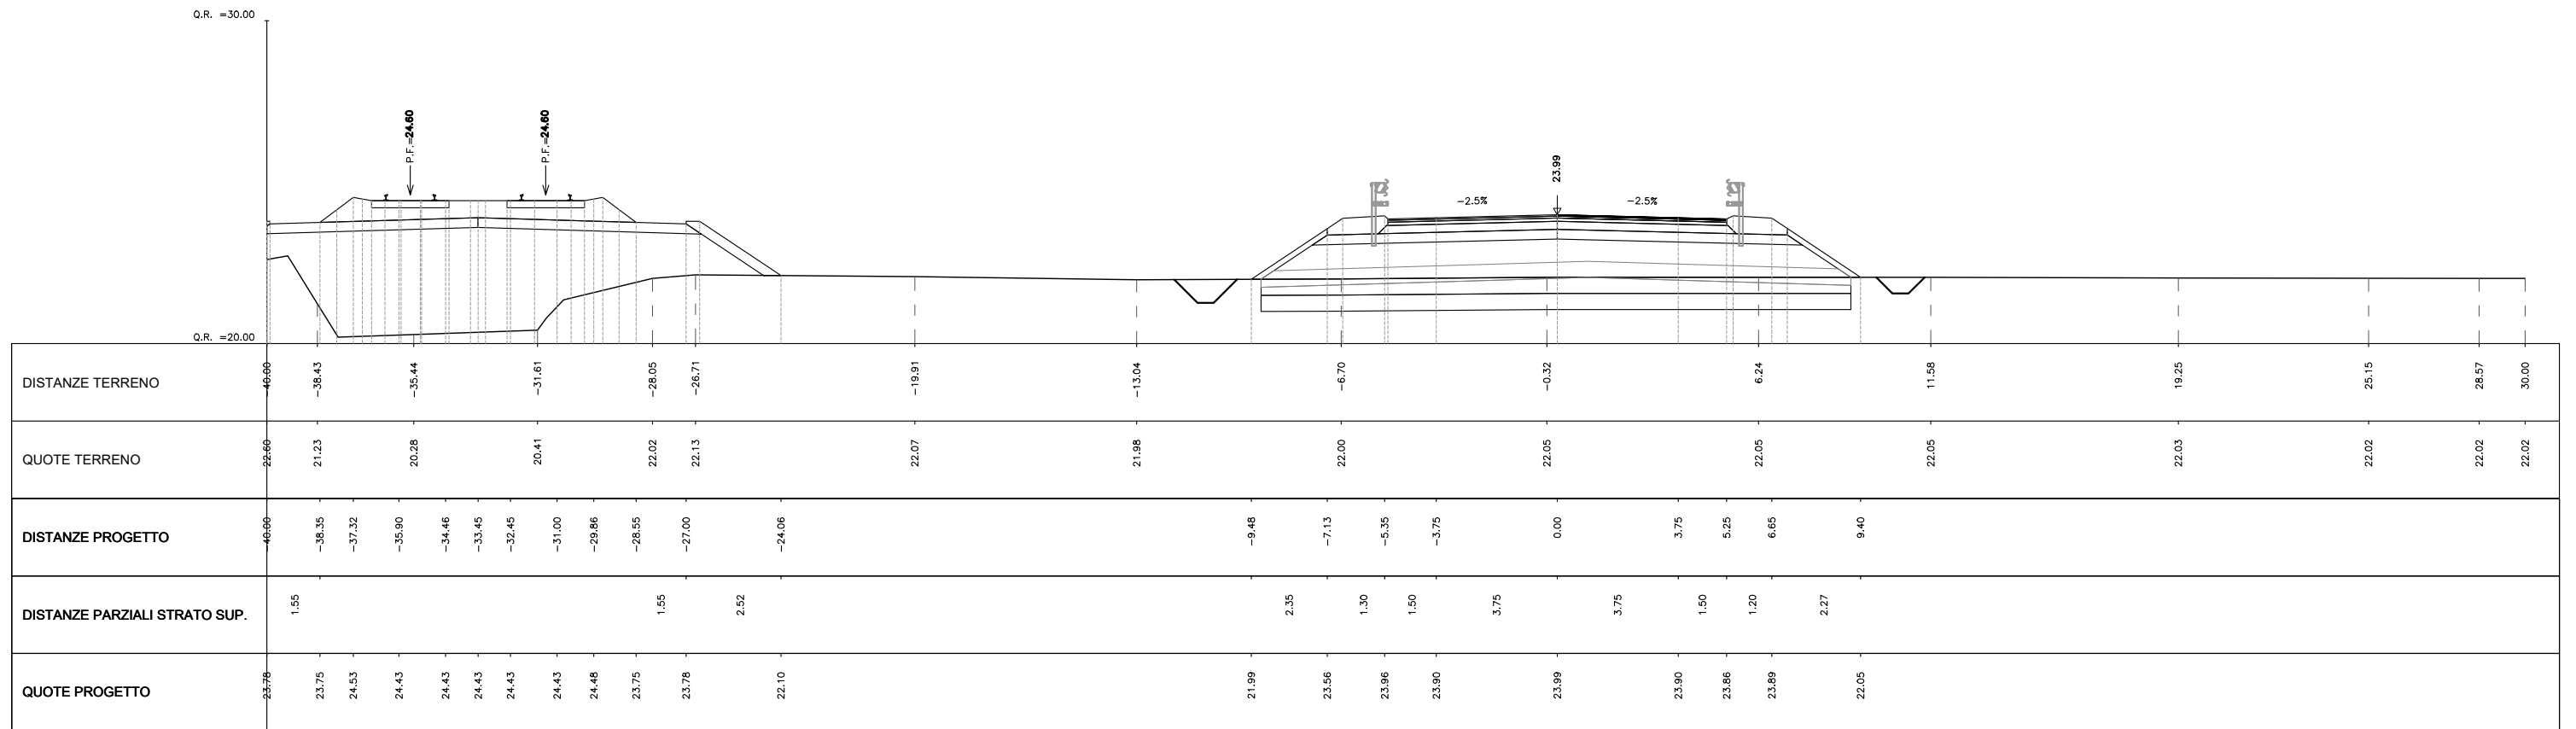 Q.R. =30.00
P.F.=24.60
P.F.=24.60
23.99
-2.5%
-2.5%
Q.R. =20.00
DISTANZE TERRENO -40.00 -38.43 -35.44 -31.61 -28.05 -26.71 -19.91 -13.04 -6.70 -0.32 6.24 11.58 19.25 25.15 28.57 30.00
QUOTE TERRENO 22.60 21.23 20.28 20.41 22.02 22.13 22.07 21.98 22.00 22.05 22.05 22.05 22.03 22.02 22.02 22.02
DISTANZE PROGETTO -40.00 -38.35 -37.32 -35.90 -34.46 -33.45 -32.45 -31.00 -29.86 -28.55 -27.00 -24.06 -9.48 -7.13 -5.35 -3.75 0.00 3.75 5.25 6.65 9.40
DISTANZE PARZIALI STRATO SUP. 1.55 1.55 2.52 2.35 1.30 1.50 3.75 3.75 1.50 1.20 2.27
QUOTE PROGETTO 23.78 23.75 24.53 24.43 24.43 24.43 24.43 24.43 24.48 23.75 23.78 22.10 21.99 23.56 23.96 23.90 23.99 23.90 23.86 23.89 22.05